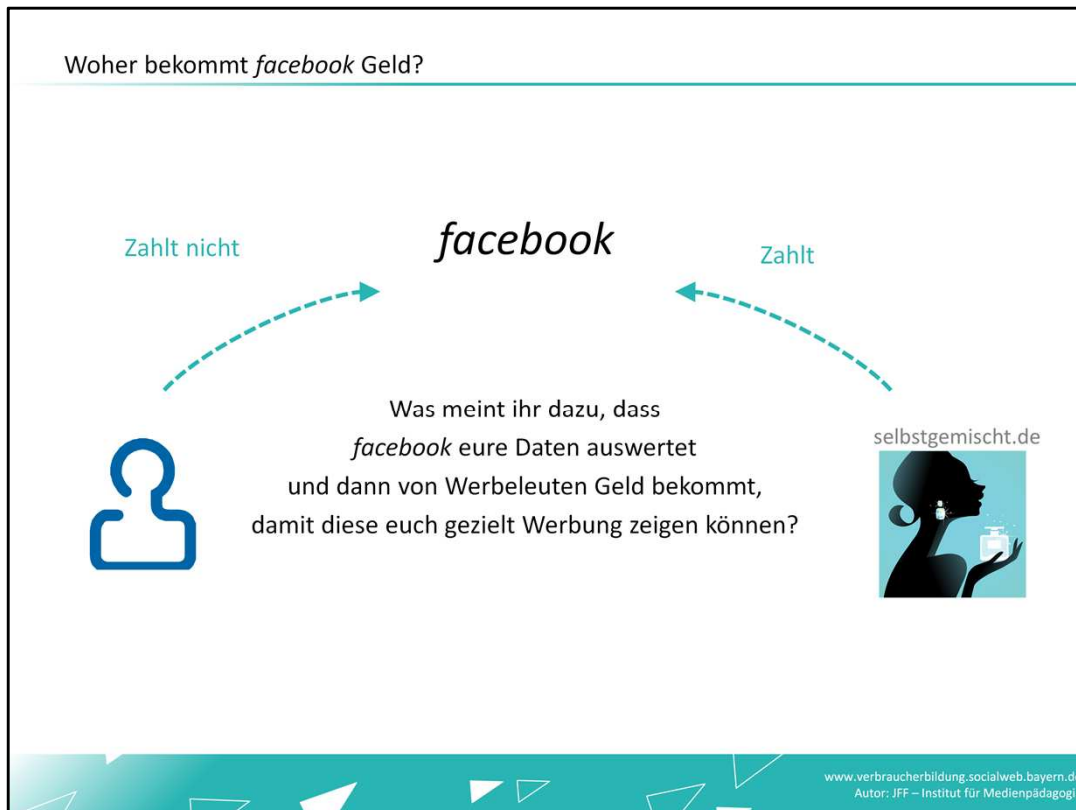 Woher bekommt facebook Geld?
Zahlt nicht
facebook
Zahlt
Was meint ihr dazu, dass
facebook eure Daten auswertet
und dann von Werbeleuten Geld bekommt,
damit diese euch gezielt Werbung zeigen können?
selbstgemischt.de
www.verbraucherbildung.socialweb.bayern.de
Autor: JFF – Institut für Medienpädagogi